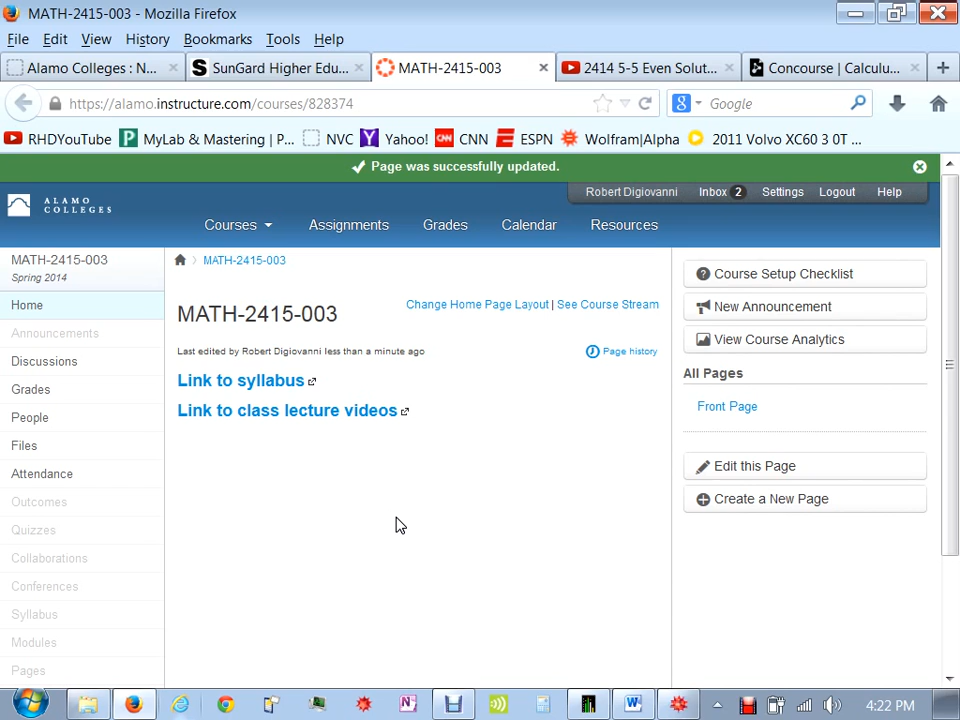 MATH-2415-003 - Mozilla Firefox
File Edit View History Bookmarks Tools Help
Alamo Colleges : N... SunGard Higher Edu... MATH-2415-003 2414 5-5 Even Solut... Concourse | Calculu...
https://alamo.instructure.com/courses/828374 8 Google
RHDYouTube MyLab & Mastering | P... NVC Yahoo! CNN ESPN Wolfram|Alpha 2011 Volvo XC60 3 0T ...
Page was successfully updated.
Robert Digiovanni Inbox 2 Settings Logout Help
ALAMO
COLLEGES
Courses Assignments Grades Calendar Resources
MATH-2415-003
Spring 2014
MATH-2415-003
Home
Announcements
Discussions
Grades
People
Files
Attendance
Outcomes
Quizzes
Collaborations
Conferences
Syllabus
Modules
Pages
MATH-2415-003
Change Home Page Layout | See Course Stream
Last edited by Robert Digiovanni less than a minute ago
Page history
Link to syllabus
Link to class lecture videos
Course Setup Checklist
New Announcement
View Course Analytics
All Pages
Front Page
Edit this Page
Create a New Page
4:22 PM